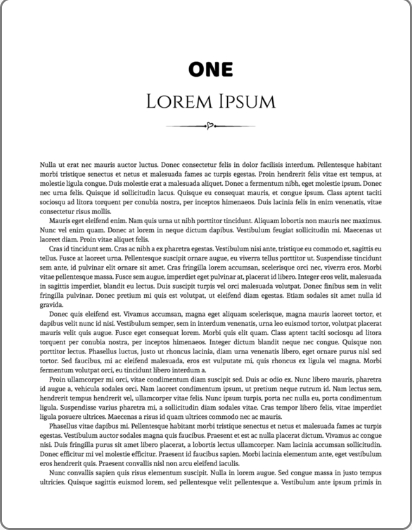 ONE
LOREM IPSUM
Nulla ut erat nec mauris auctor luctus. Donec consectetur felis in dolor facilisis interdum. Pellentesque habitant
morbi tristique senectus et netus et malesuada fames ac turpis egestas. Proin hendrerit felis vitae est tempus, at
molestie ligula congue. Duis molestie erat a malesuada aliquet. Donec a fermentum nibh, eget molestie ipsum. Donec
nec urna felis. Quisque id sollicitudin lacus. Quisque eu consequat mauris, et congue ipsum. Class aptent taciti
sociosqu ad litora torquent per conubia nostra, per inceptos himenaeos. Duis lacinia felis in enim venenatis, vitae
consectetur risus mollis.
Mauris eget eleifend enim. Nam quis urna ut nibh porttitor tincidunt. Aliquam lobortis non mauris nec maximus.
Nunc vel enim quam. Donec at lorem in neque dictum dapibus. Vestibulum feugiat sollicitudin mi. Maecenas ut
laoreet diam. Proin vitae aliquet felis.
Cras id tincidunt sem. Cras ac nibh a ex pharetra egestas. Vestibulum nisi ante, tristique eu commodo et, sagittis eu
tellus. Fusce at laoreet urna. Pellentesque suscipit ornare augue, eu viverra tellus porttitor ut. Suspendisse tincidunt
sem ante, id pulvinar elit ornare sit amet. Cras fringilla lorem accumsan, scelerisque orci nec, viverra eros. Morbi
vitae pellentesque massa. Fusce sem augue, imperdiet eget pulvinar at, placerat id libero. Integer eros velit, malesuada
in sagittis imperdiet, blandit eu lectus. Duis suscipit turpis vel orci malesuada volutpat. Donec finibus sem in velit
fringilla pulvinar. Donec pretium mi quis est volutpat, ut eleifend diam egestas. Etiam sodales sit amet nulla id
gravida.
Donec quis eleifend est. Vivamus accumsan, magna eget aliquam scelerisque, magna mauris laoreet tortor, et
dapibus velit nunc id nisi. Vestibulum semper, sem in interdum venenatis, urna leo euismod tortor, volutpat placerat
mauris velit quis augue. Fusce eget congue lorem. Morbi quis elit quam. Class aptent taciti sociosqu ad litora
torquent per conubia nostra, per inceptos himenaeos. Integer dictum blandit neque nec congue. Quisque non
porttitor lectus. Phasellus luctus, justo ut rhoncus lacinia, diam urna venenatis libero, eget ornare purus nisl sed
tortor. Sed faucibus, mi ac eleifend malesuada, eros est vulputate mi, quis rhoncus ex ligula vel magna. Morbi
fermentum volutpat orci, eu tincidunt libero interdum a.
Proin ullamcorper mi orci, vitae condimentum diam suscipit sed. Duis ac odio ex. Nunc libero mauris, pharetra
id augue a, vehicula sodales orci. Nam laoreet condimentum ipsum, ut pretium neque rutrum id. Nam lectus sem,
hendrerit tempus hendrerit vel, ullamcorper vitae felis. Nunc ipsum turpis, porta nec nulla eu, porta condimentum
ligula. Suspendisse varius pharetra mi, a sollicitudin diam sodales vitae. Cras tempor libero felis, vitae imperdiet
ligula posuere ultrices. Maecenas a risus id quam ultrices commodo nec ac mauris.
Phasellus vitae dapibus mi. Pellentesque habitant morbi tristique senectus et netus et malesuada fames ac turpis
egestas. Vestibulum auctor sodales magna quis faucibus. Praesent et est ac nulla placerat dictum. Vivamus ac congue
nisi. Duis fringilla purus sit amet libero placerat, a lobortis lectus ullamcorper. Nam lacinia accumsan sollicitudin.
Donec efficitur mi vel molestie efficitur. Praesent id faucibus sapien. Morbi lacinia elementum ante, eget vestibulum
eros hendrerit quis. Praesent convallis nisl non arcu eleifend iaculis.
Nunc convallis sapien quis risus elementum suscipit. Nulla in lorem augue. Sed congue massa in justo tempus
ultricies. Quisque sagittis euismod lorem, sed pellentesque velit pellentesque a. Vestibulum ante ipsum primis in